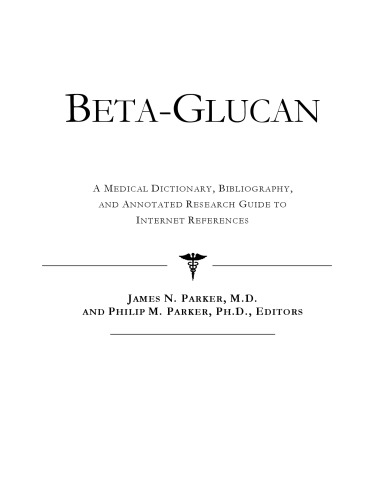 BETA-GLUCAN
A MEDICAL DICTIONARY, BIBLIOGRAPHY,
AND ANNOTATED RESEARCH GUIDE TO
INTERNET REFERENCES
JAMES N. PARKER, M.D.
AND PHILIP M. PARKER, PH.D., EDITORS